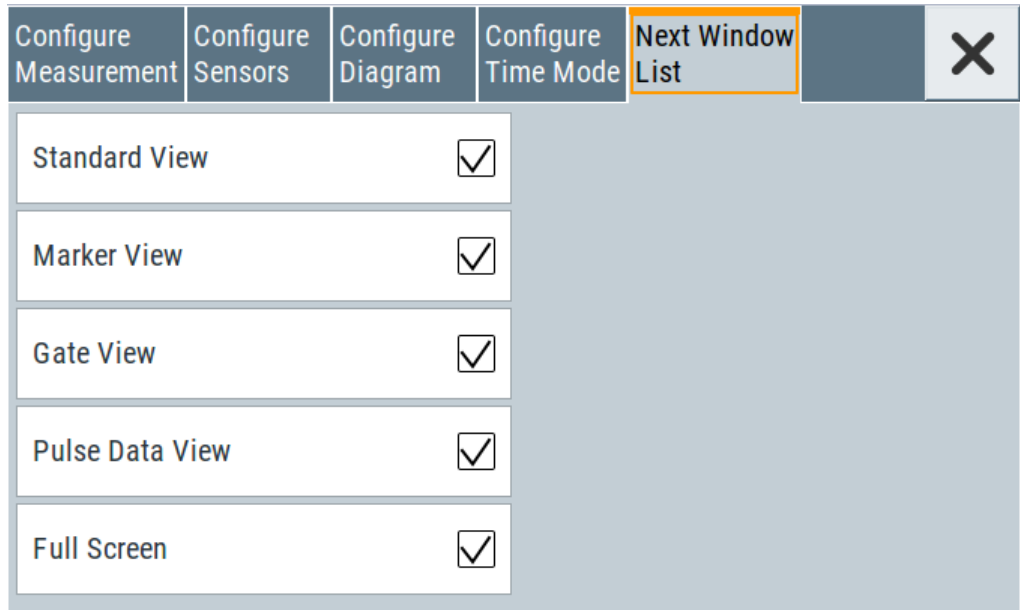 Configure
Measurement
Configure
Sensors
Configure
Diagram
Configure
Time Mode
Next Window
List
Standard View
Marker View
Gate View
Pulse Data View
Full Screen